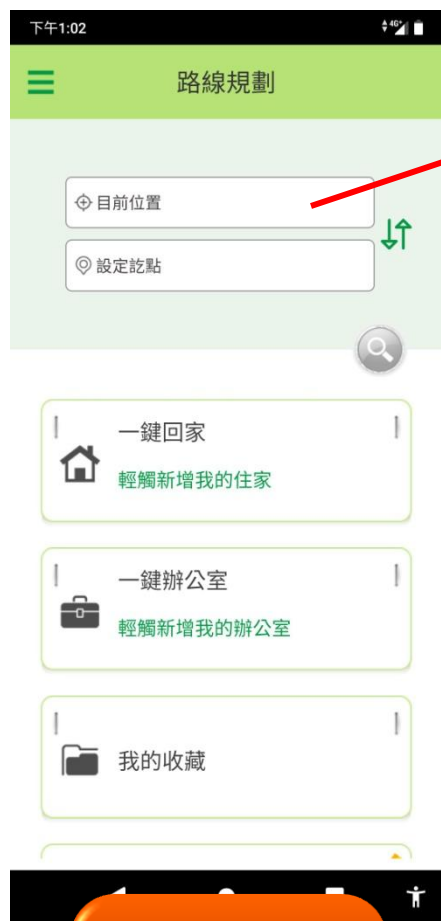 下午1:02
4G+
路線規劃
目前位置
設定訖點
一鍵回家
輕觸新增我的住家
一鍵辦公室
輕觸新增我的辦公室
我的收藏